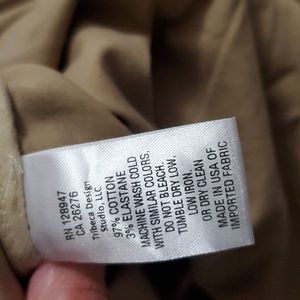 RN 128947
CA 26276
Tribeca Design
Studio, LLC
97% COTTON
3% ELASTANE
MACHINE WASH COLD
WITH SIMILAR COLORS.
DO NOT BLEACH.
TUMBLE DRY LOW.
LOW IRON.
OR DRY CLEAN
MADE IN USA OF
IMPORTED FABRIC